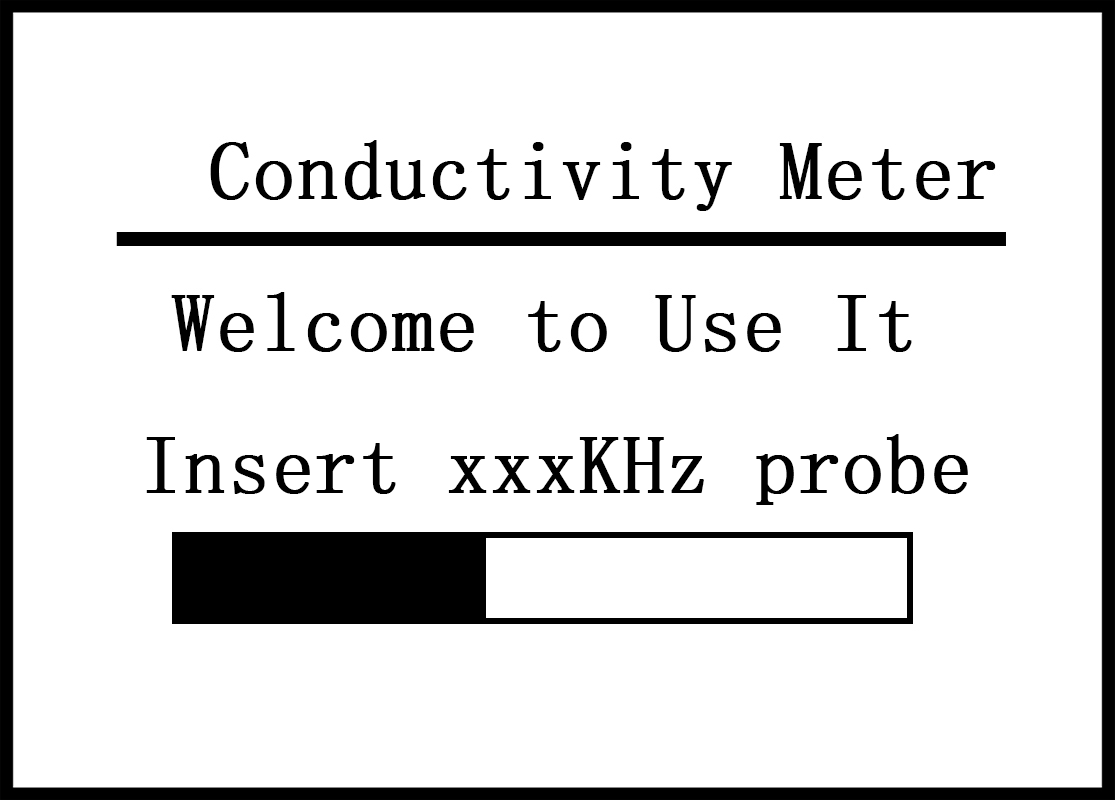 Conductivity Meter
Welcome to Use It
Insert xxxKHz probe